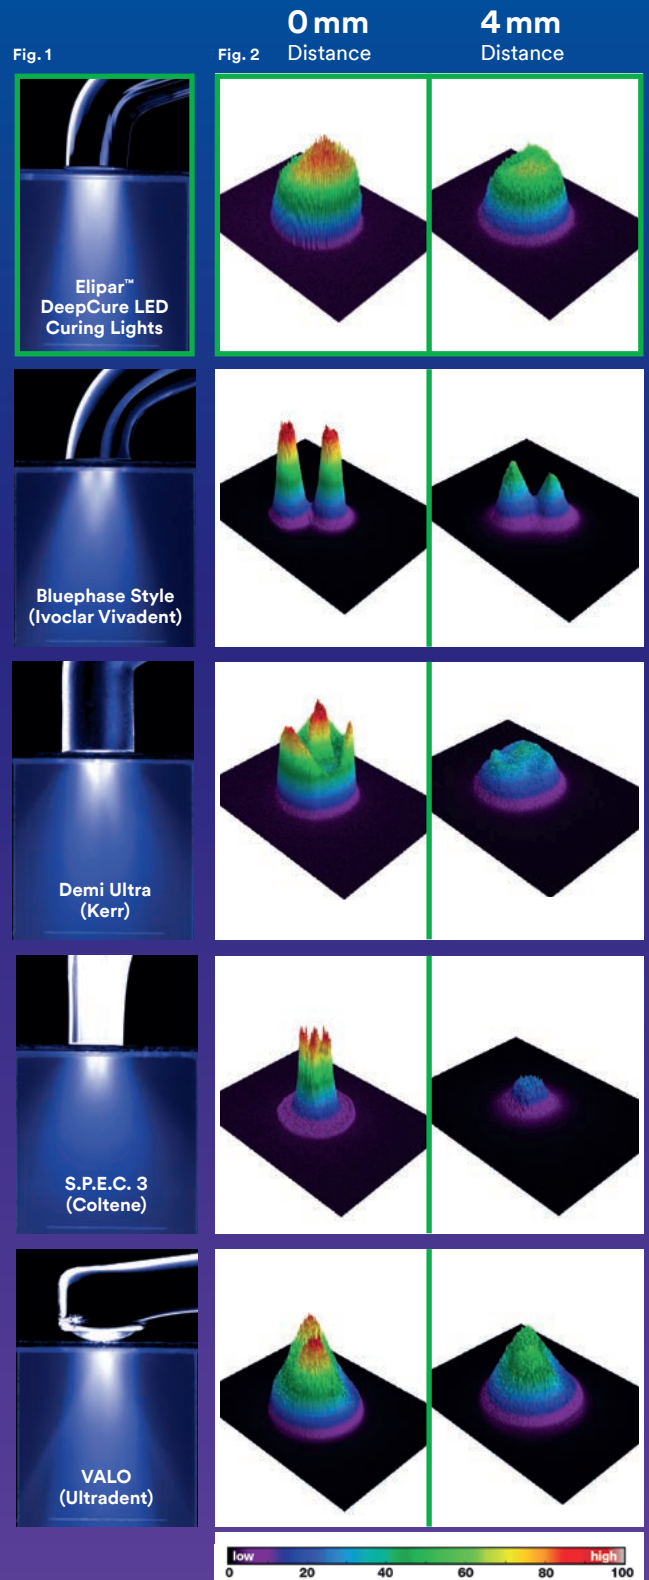 0 mm
4 mm
Fig. 1
Fig. 2
Distance
Distance
Elipar™
DeepCure LED
Curing Lights
Bluephase Style
(Ivoclar Vivadent)
Demi Ultra
(Kerr)
S.P.E.C. 3
(Coltene)
VALO
(Ultradent)
low
high
0 20 40 60 80 100